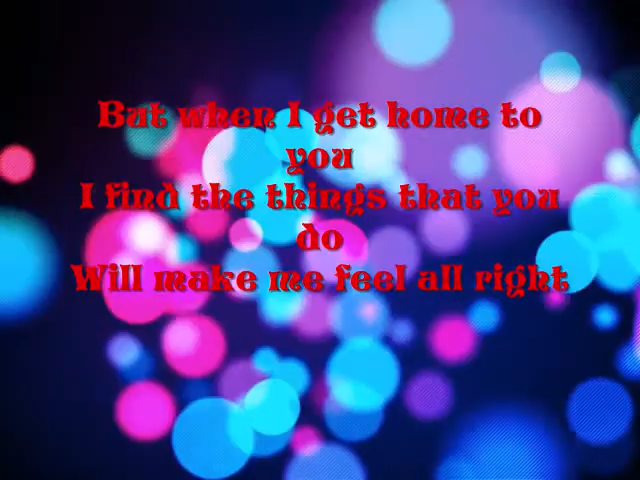 But when I get home to
you
I find the things that you
do
Will make me feel all right